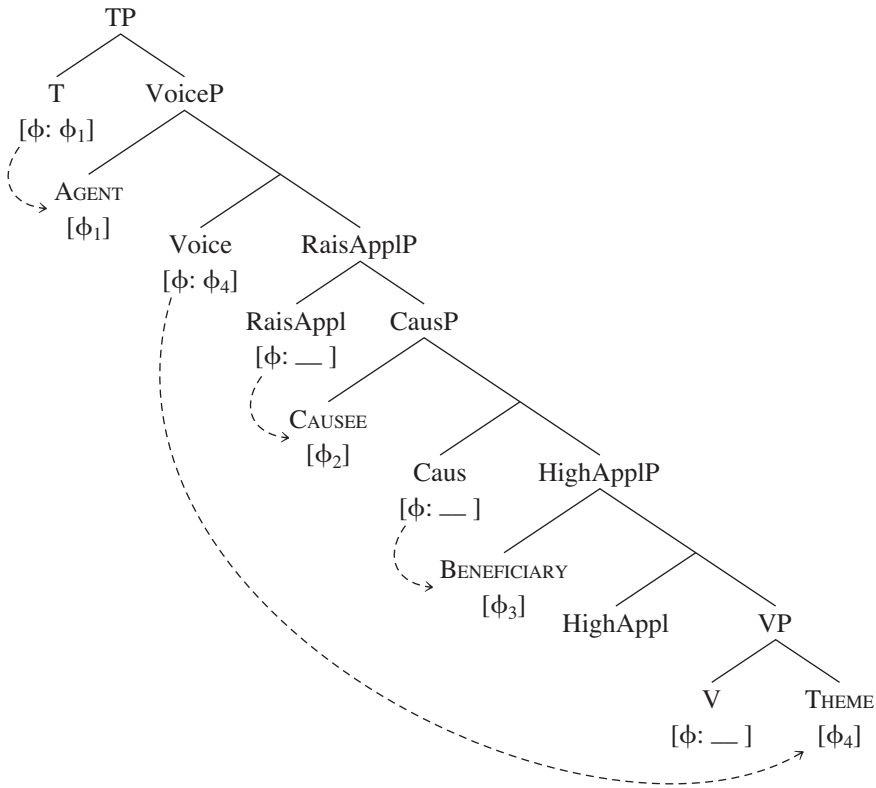 TP
T VoiceP
[ϕ: ϕ₁]
AGENT
[ϕ₁]
Voice RaisApplP
[ϕ: ϕ₄]
RaisAppl CausP
[ϕ: __ ]
CAUSEE
[ϕ₂]
Caus HighApplP
[ϕ: __ ]
BENEFICIARY
[ϕ₃]
HighAppl VP
V THEME
[ϕ: __ ] [ϕ₄]